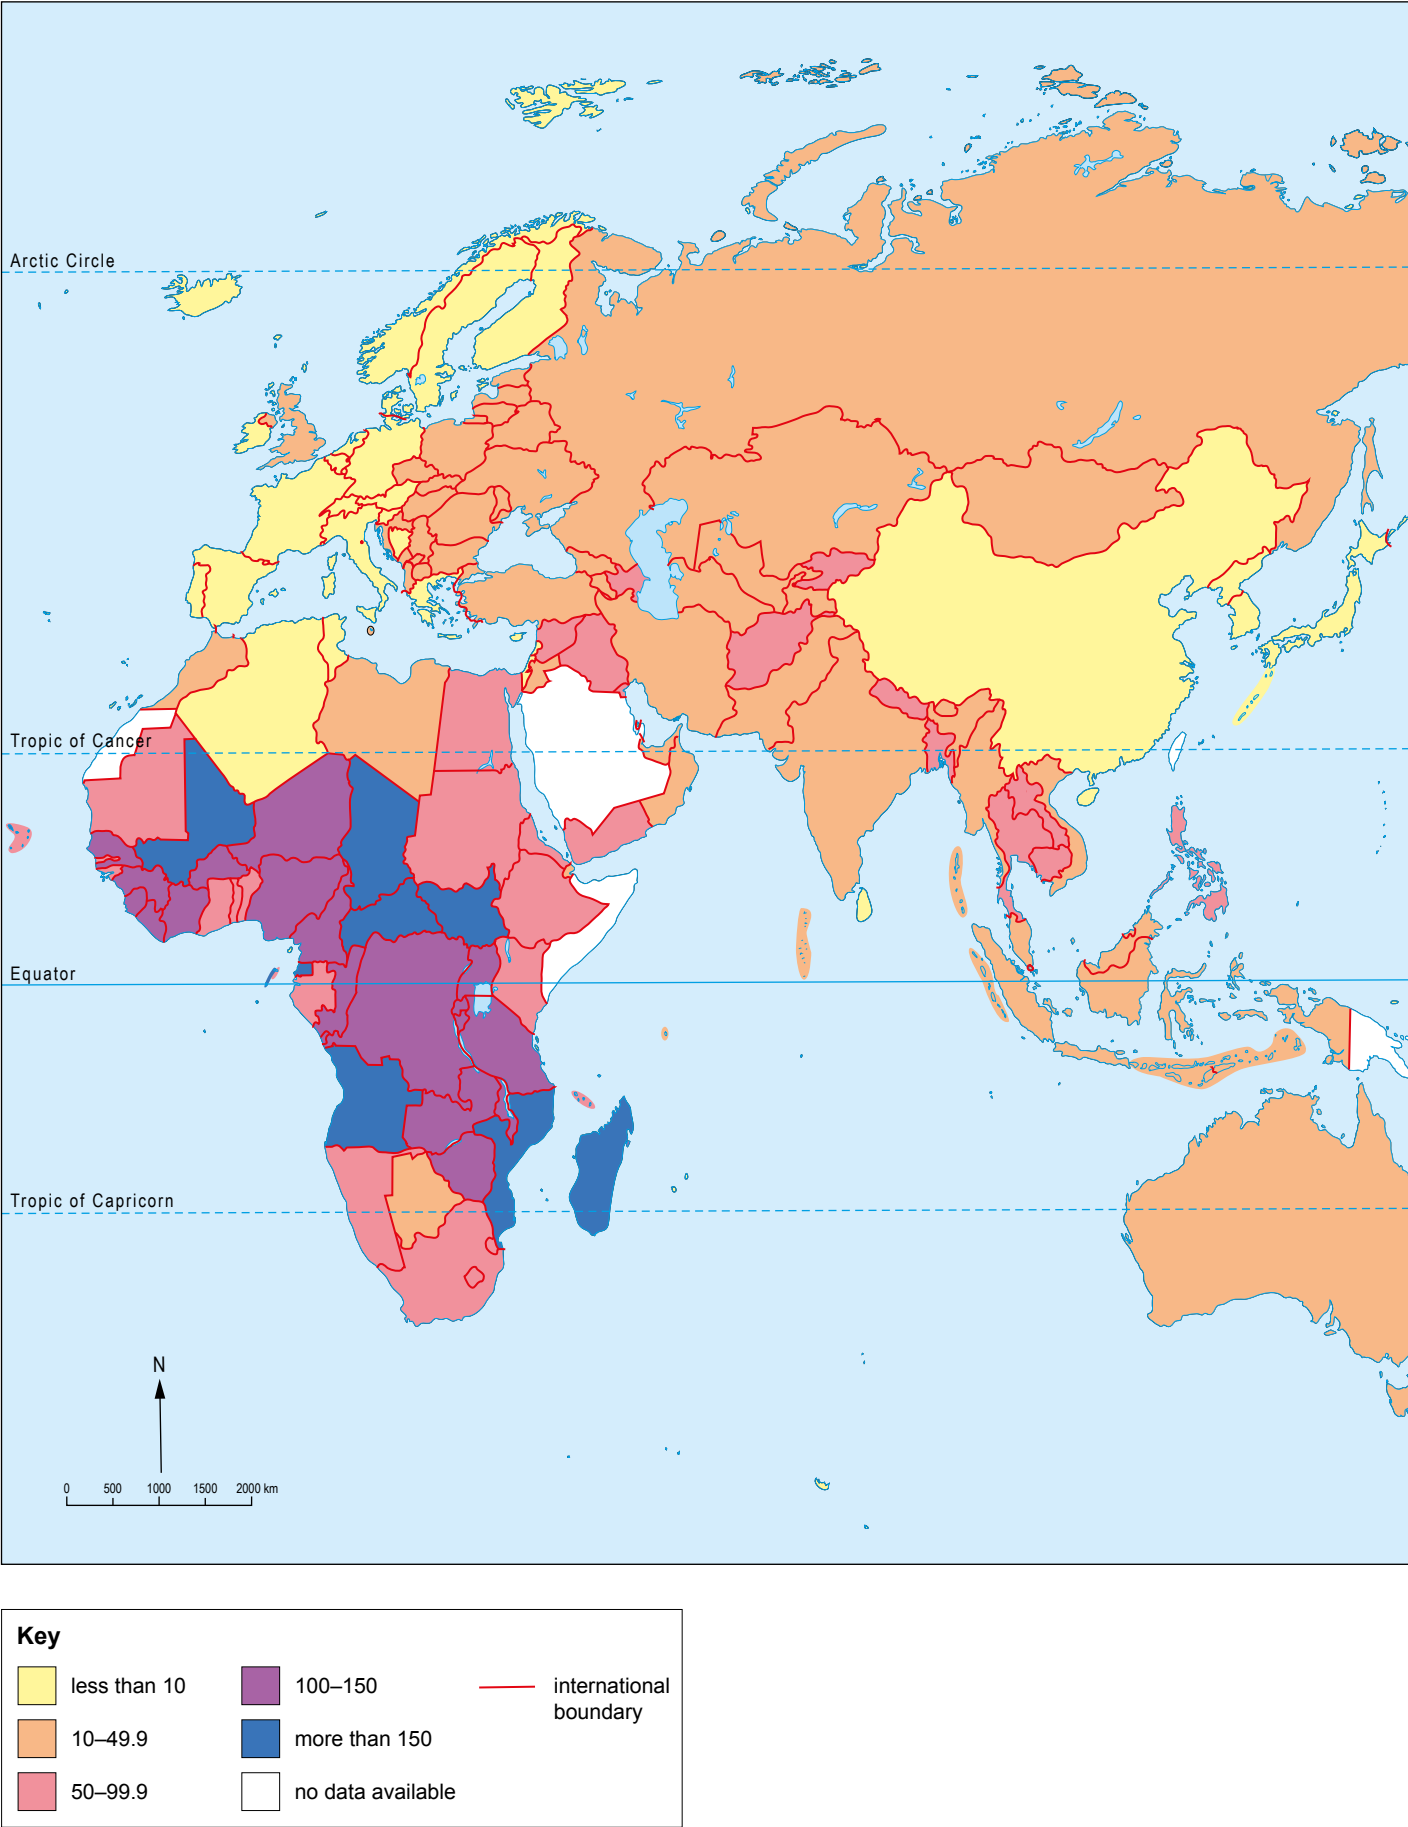 Arctic Circle
Tropic of Cancer
Equator
Tropic of Capricorn
N
0 500 1000 1500 2000 km
Key
less than 10
10–49.9
50–99.9
100–150
more than 150
no data available
international
boundary